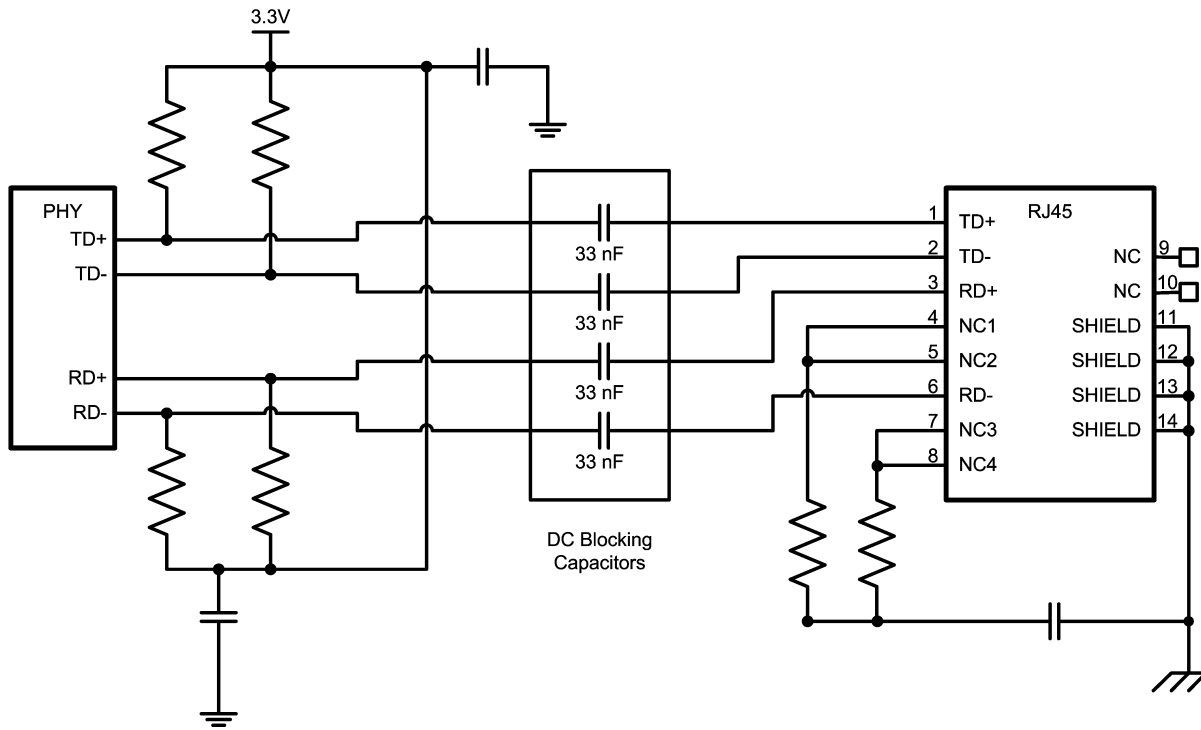 3.3V
PHY
TD+
TD-
RD+
RD-
33 nF
33 nF
33 nF
33 nF
DC Blocking
Capacitors
RJ45
1 TD+
2 TD-
3 RD+
4 NC1
5 NC2
6 RD-
7 NC3
8 NC4
NC 9
NC 10
SHIELD 11
SHIELD 12
SHIELD 13
SHIELD 14